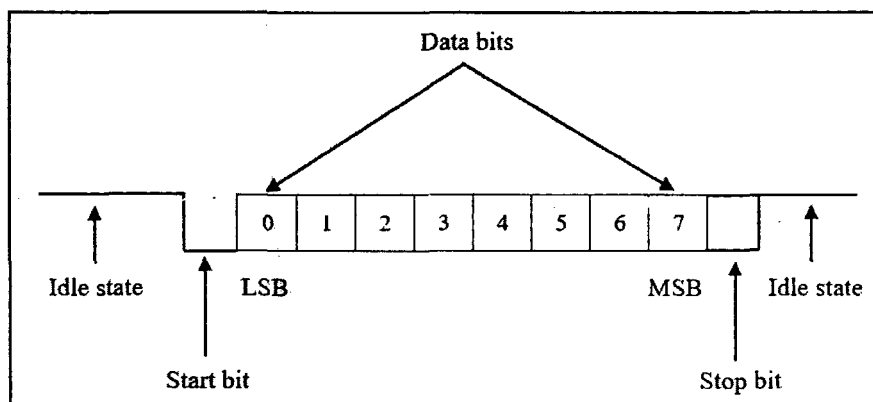 Data bits
0 1 2 3 4 5 6 7
Idle state LSB MSB Idle state
Start bit Stop bit